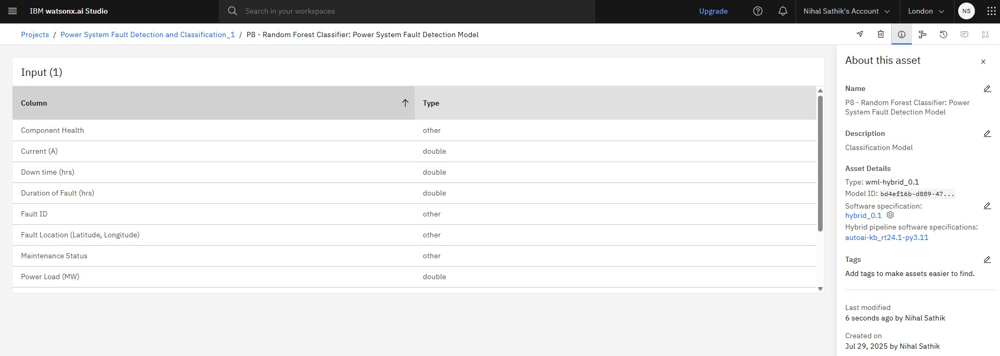 IBM watsonx.ai Studio
Search in your workspaces
Upgrade
Nihal Sathik's Account
London
NS
Projects / Power System Fault Detection and Classification_1 / P8 - Random Forest Classifier: Power System Fault Detection Model
Input (1)
Column Type
Component Health other
Current (A) double
Down time (hrs) double
Duration of Fault (hrs) double
Fault ID other
Fault Location (Latitude, Longitude) other
Maintenance Status other
Power Load (MW) double
About this asset
Name
P8 - Random Forest Classifier: Power
System Fault Detection Model
Description
Classification Model
Asset Details
Type: wml-hybrid_0.1
Model ID: bd4ef16b-d889-47...
Software specification:
hybrid_0.1
Hybrid pipeline software specifications:
autoai-kb_rt24.1-py3.11
Tags
Add tags to make assets easier to find.
Last modified
6 seconds ago by Nihal Sathik
Created on
Jul 29, 2025 by Nihal Sathik